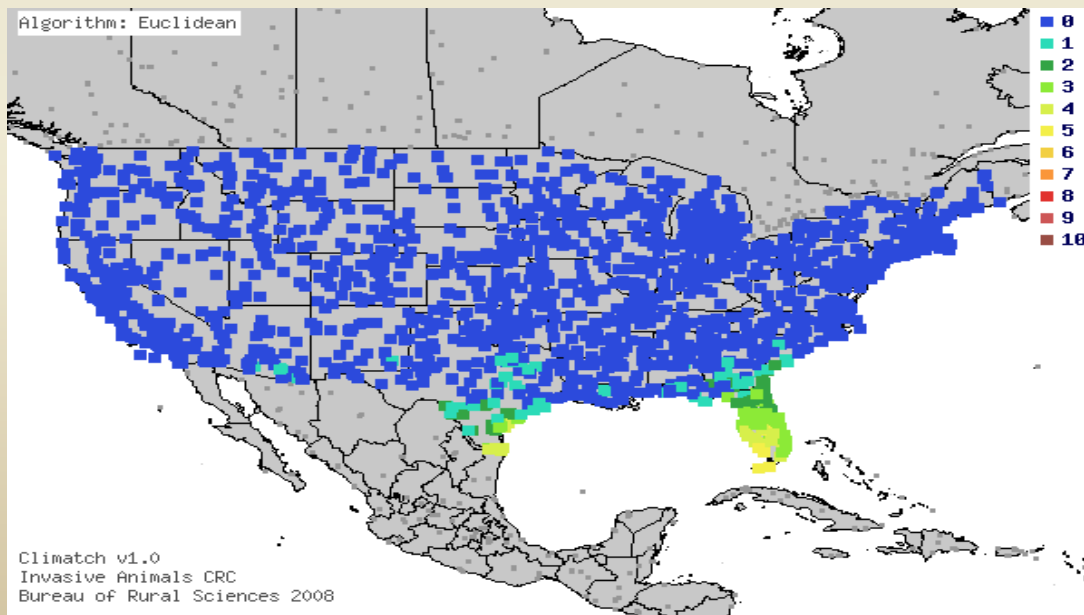 Algorithm: Euclidean
0
1
2
3
4
5
6
7
8
9
10
Climatch v1.0
Invasive Animals CRC
Bureau of Rural Sciences 2008